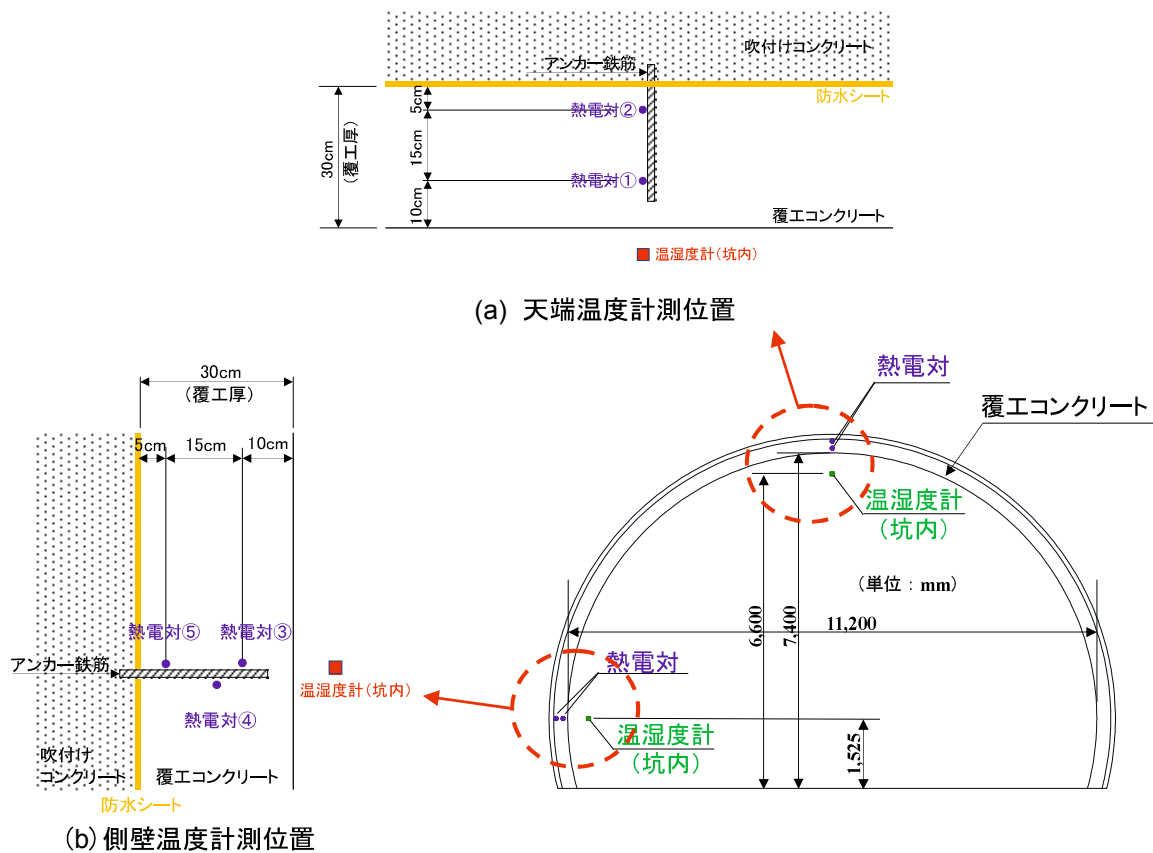 吹付けコンクリート
アンカー鉄筋
防水シート
5cm
熱電対②
30cm
(覆工厚)
15cm
熱電対①
10cm
覆工コンクリート
温湿度計(坑内)
(a) 天端温度計測位置
30cm
(覆工厚)
5cm
15cm
10cm
熱電対⑤
熱電対③
アンカー鉄筋
温湿度計(坑内)
熱電対④
吹付け
コンクリート
覆工コンクリート
防水シート
(b) 側壁温度計測位置
熱電対
覆工コンクリート
温湿度計
(坑内)
(単位:mm)
6,600
7,400
11,200
熱電対
温湿度計
(坑内)
1,525